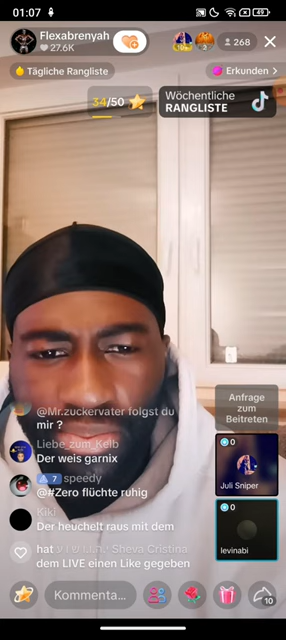 01:07
49
Flexabrenyah
27.6K
268
Tägliche Rangliste
Erkunden >
34/50
Wöchentliche
RANGLISTE
Anfrage
zum
Beitreten
@Mr.zuckervater folgst du
mir ?
Liebe_zum_Kelb
Der weis garnix
7 speedy
@#Zero flüchte ruhig
Kiki
Der heuchelt raus mit dem
hat Sheva Cristina
dem LIVE einen Like gegeben
0
Juli Sniper
0
levinabi
Kommenta...
10